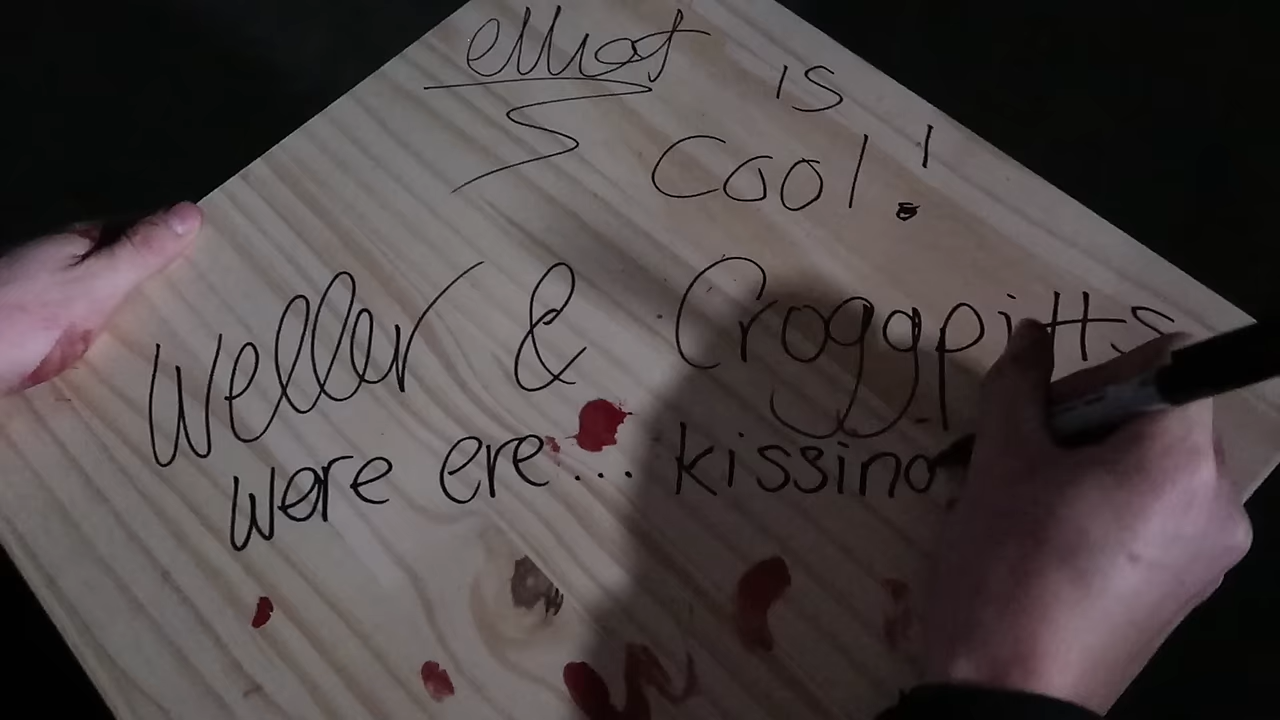 elliot is
cool!
Weller & Croggpitts
were ere... kissing